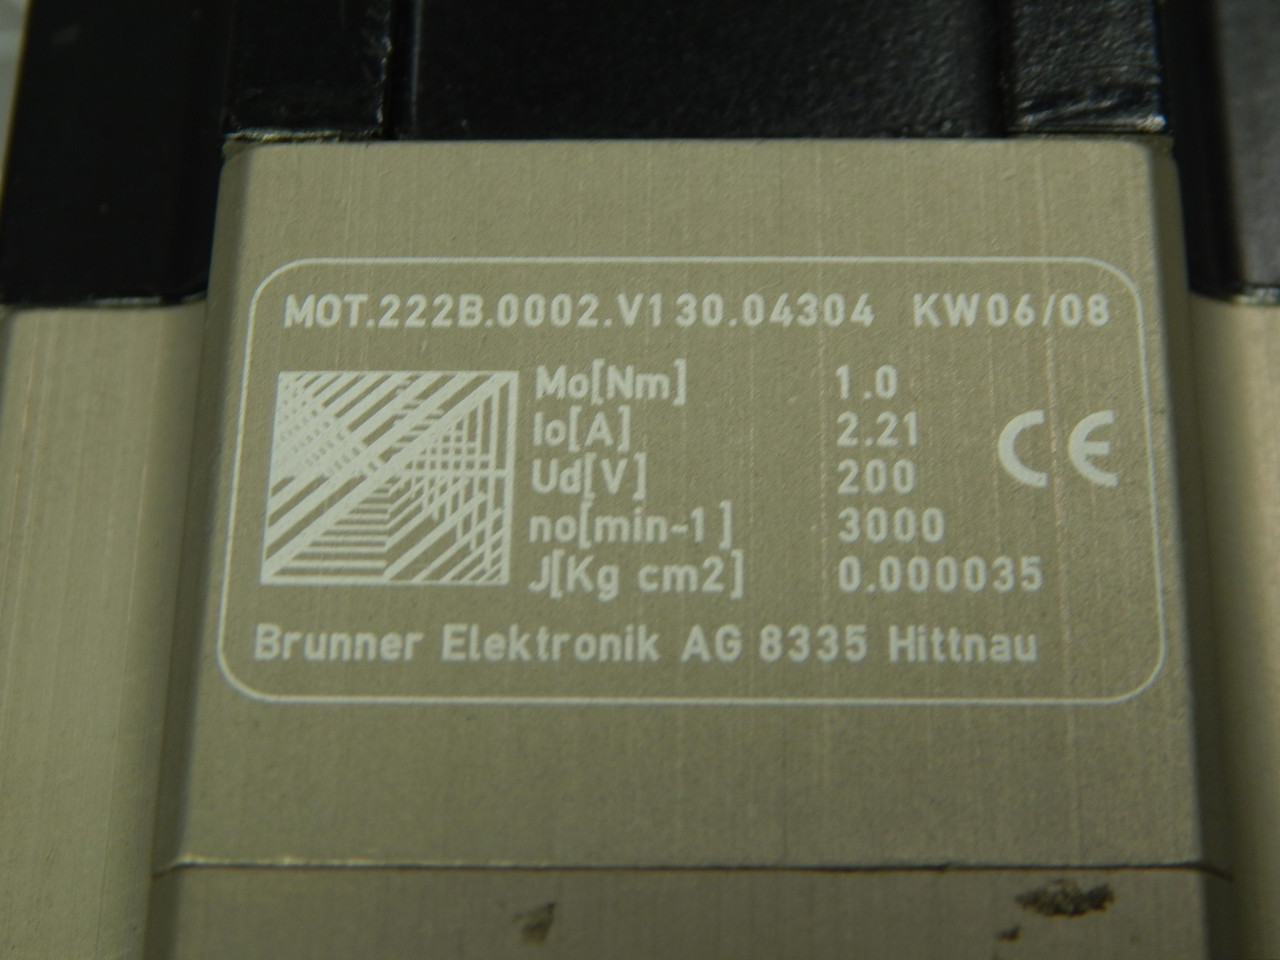 MOT.222B.0002.V130.04304 KW06/08
Mo[Nm] 1.0
Io[A] 2.21
Ud[V] 200
no[min-1] 3000
J[Kg cm2] 0.000035
CE
Brunner Elektronik AG 8335 Hittnau